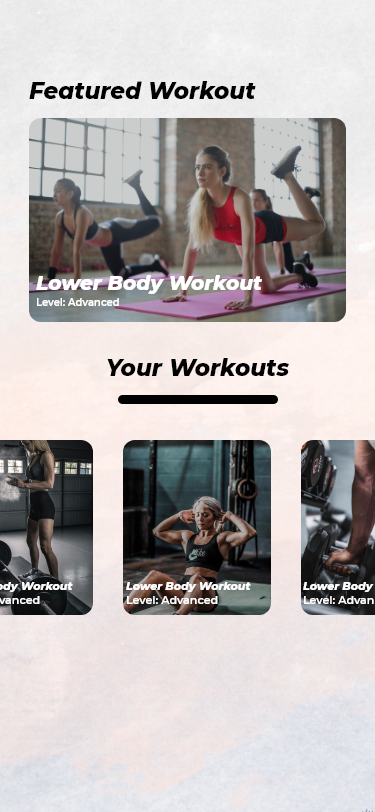 Featured Workout
Lower Body Workout
Level: Advanced
Your Workouts
ody Workout
vanced
Lower Body Workout
Level: Advanced
Lower Body W
Level: Advan